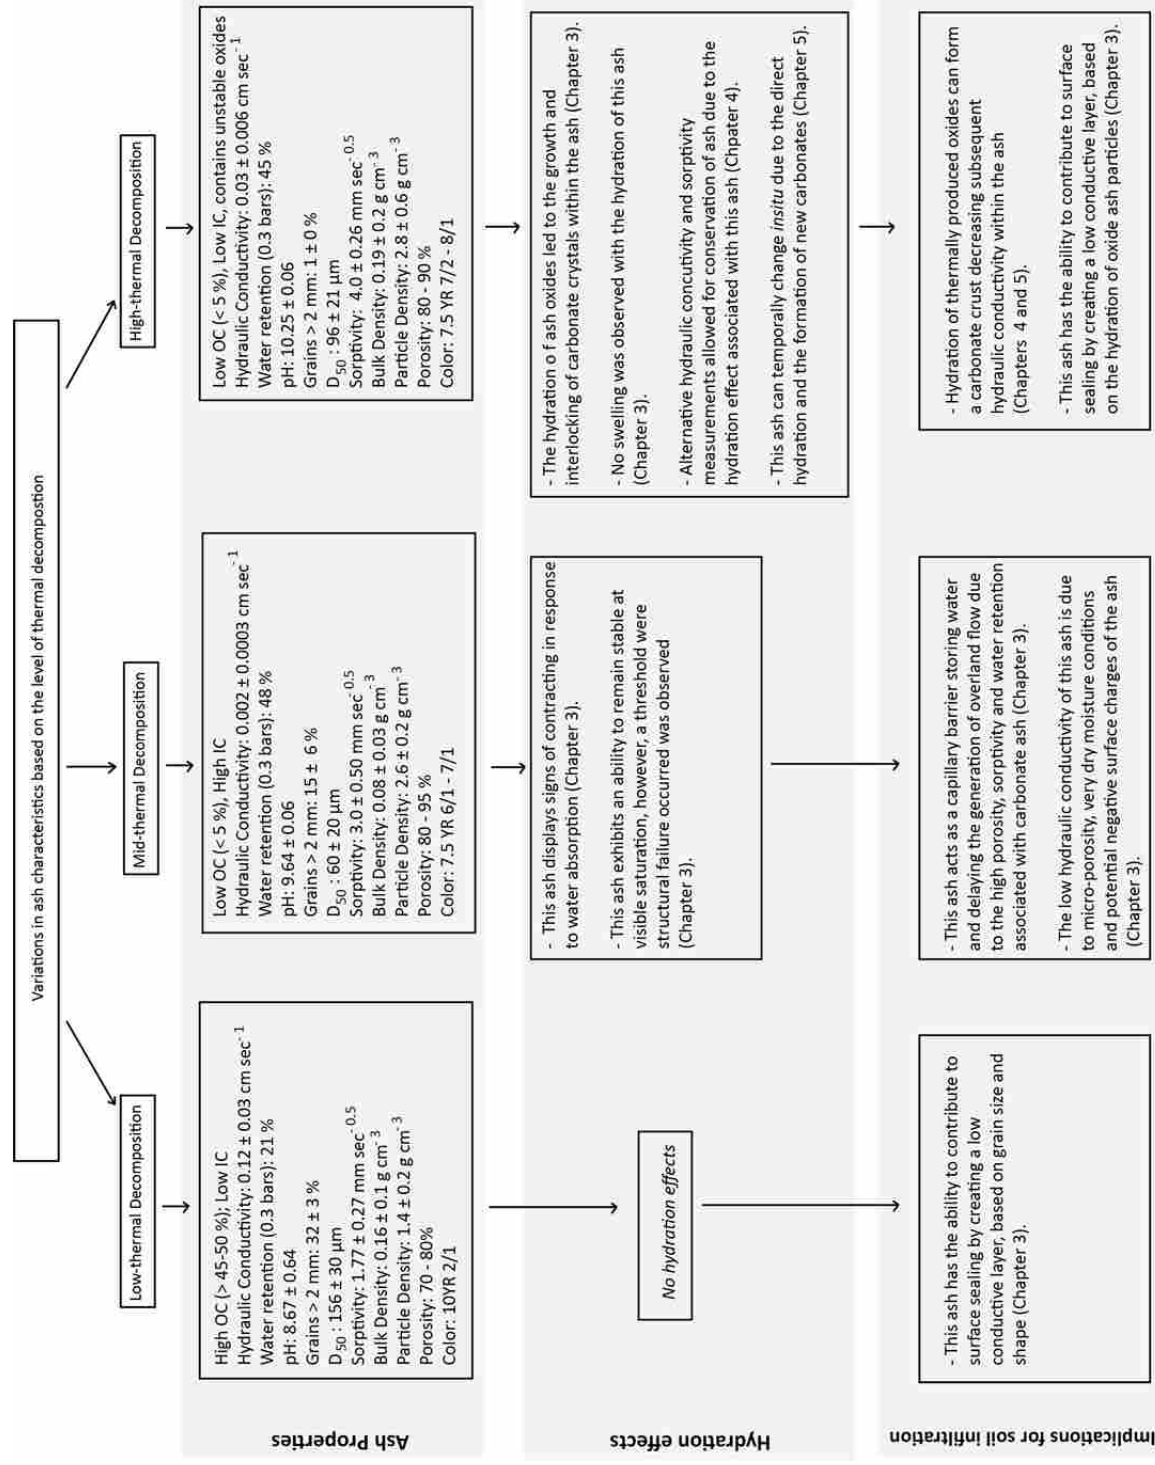 Variations in ash characteristics based on the level of thermal decompostion
Low-thermal Decomposition
Mid-thermal Decomposition
High-thermal Decomposition
Ash Properties
High OC (> 45-50 %); Low IC
Hydraulic Conductivity: 0.12 ± 0.03 cm sec⁻¹
Water retention (0.3 bars): 21 %
pH: 8.67 ± 0.64
Grains > 2 mm: 32 ± 3 %
D₅₀ : 156 ± 30 µm
Sorptivity: 1.77 ± 0.27 mm sec⁻⁰·⁵
Bulk Density: 0.16 ± 0.1 g cm⁻³
Particle Density: 1.4 ± 0.2 g cm⁻³
Porosity: 70 - 80%
Color: 10YR 2/1
Low OC (< 5 %), High IC
Hydraulic Conductivity: 0.002 ± 0.0003 cm sec⁻¹
Water retention (0.3 bars): 48 %
pH: 9.64 ± 0.06
Grains > 2 mm: 15 ± 6 %
D₅₀ : 60 ± 20 µm
Sorptivity: 3.0 ± 0.50 mm sec⁻⁰·⁵
Bulk Density: 0.08 ± 0.03 g cm⁻³
Particle Density: 2.6 ± 0.2 g cm⁻³
Porosity: 80 - 95 %
Color: 7.5 YR 6/1 - 7/1
Low OC (< 5 %), Low IC, contains unstable oxides
Hydraulic Conductivity: 0.03 ± 0.006 cm sec⁻¹
Water retention (0.3 bars): 45 %
pH: 10.25 ± 0.06
Grains > 2 mm: 1 ± 0 %
D₅₀ : 96 ± 21 µm
Sorptivity: 4.0 ± 0.26 mm sec⁻⁰·⁵
Bulk Density: 0.19 ± 0.2 g cm⁻³
Particle Density: 2.8 ± 0.6 g cm⁻³
Porosity: 80 - 90 %
Color: 7.5 YR 7/2 - 8/1
Hydration effects
No hydration effects
- This ash displays signs of contracting in response
to water absorption (Chapter 3).
- This ash exhibits an ability to remain stable at
visible saturation, however, a threshold were
structural failure occurred was observed
(Chapter 3).
- The hydration of ash oxides led to the growth and
interlocking of carbonate crystals within the ash (Chapter 3).
- No swelling was observed with the hydration of this ash
(Chapter 3).
- Alternative hydraulic concutivity and sorptivity
measurements allowed for conservation of ash due to the
hydration effect associated with this ash (Chpater 4).
- This ash can temporally change insitu due to the direct
hydration and the formation of new carbonates (Chapter 5).
Implications for soil infiltration
- This ash has the ability to contribute to
surface sealing by creating a low
conductive layer, based on grain size and
shape (Chapter 3).
- This ash acts as a capillary barrier storing water
and delaying the generation of overland flow due
to the high porosity, sorptivity and water retention
associated with carbonate ash (Chapter 3).
- The low hydraulic conductivity of this ash is due
to micro-porosity, very dry moisture conditions
and potential negative surface charges of the ash
(Chapter 3).
- Hydration of thermally produced oxides can form
a carbonate crust decreasing subsequent
hydraulic conductivity within the ash
(Chapters 4 and 5).
- This ash has the ability to contribute to surface
sealing by creating a low conductive layer, based
on the hydration of oxide ash particles (Chapter 3).